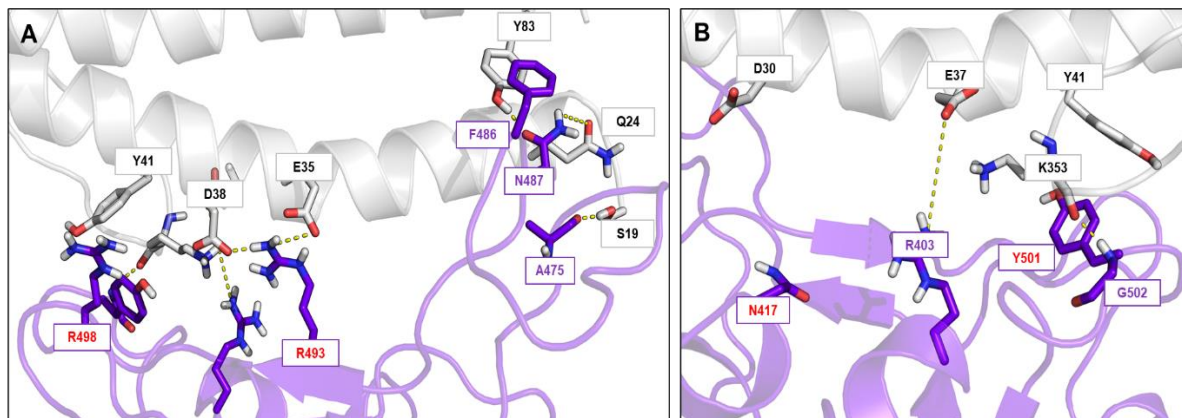 A
Y83
Q24
F486
N487
Y41
D38
E35
S19
A475
R498
R493
B
D30
E37
Y41
K353
R403
Y501
N417
G502